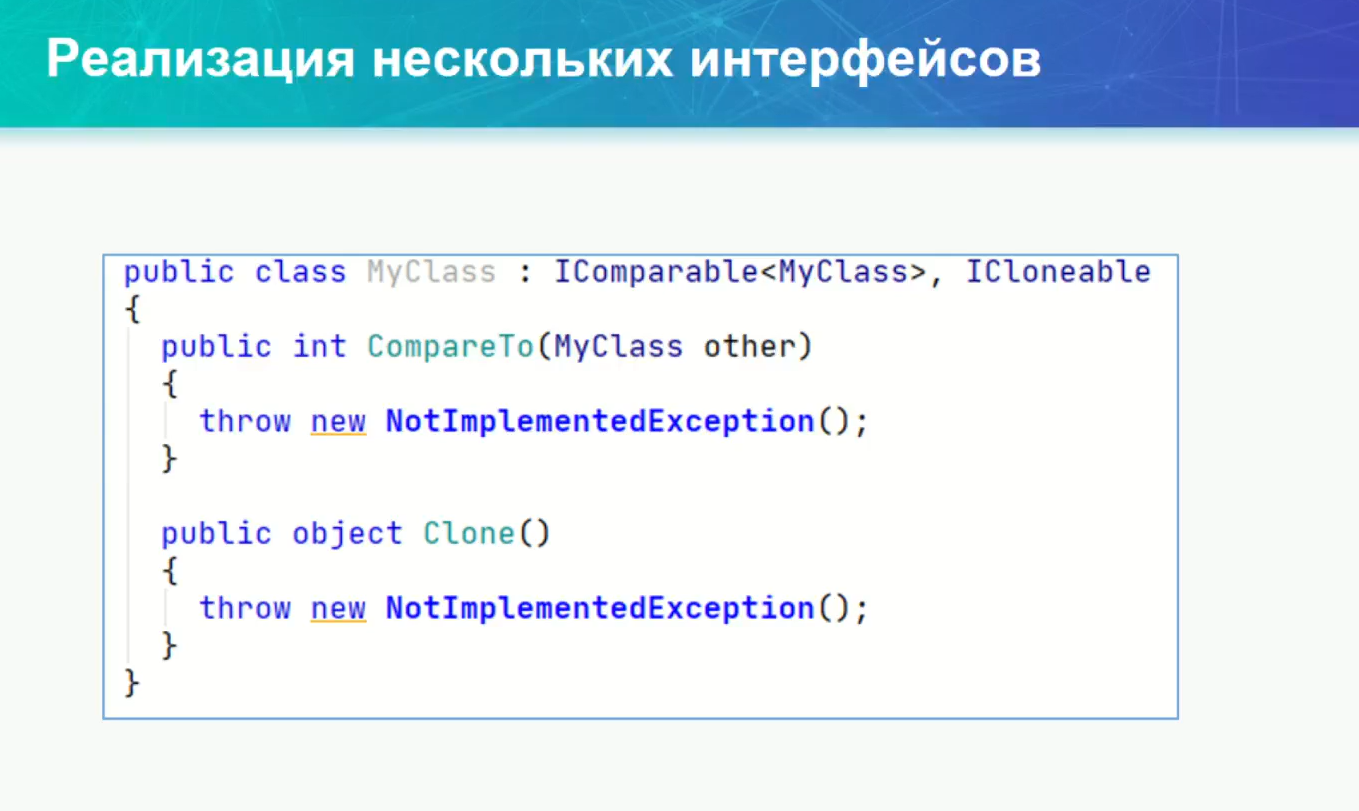 Реализация нескольких интерфейсов
public class MyClass : IComparable<MyClass>, ICloneable
{
public int CompareTo(MyClass other)
{
throw new NotImplementedException();
}
public object Clone()
{
throw new NotImplementedException();
}
}